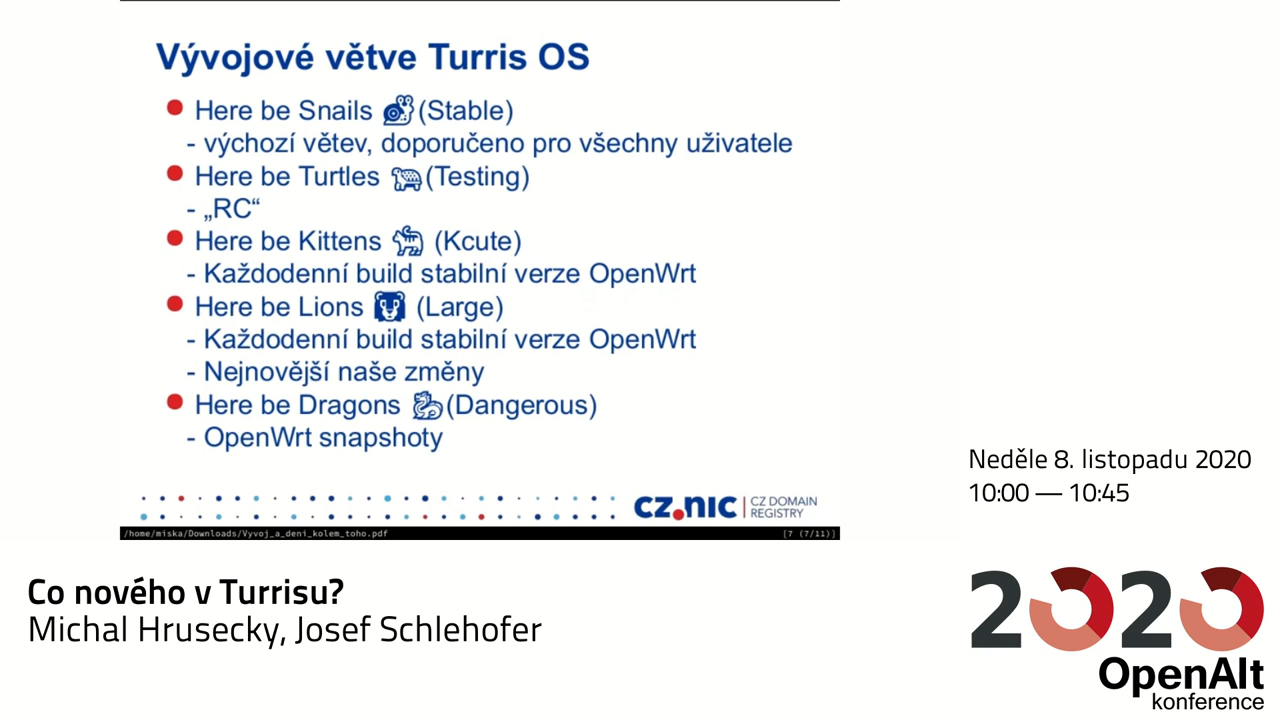 Vývojové větve Turris OS
Here be Snails 🐌 (Stable)
- výchozí větev, doporučeno pro všechny uživatele
Here be Turtles 🐢 (Testing)
- „RC“
Here be Kittens 🐈 (Kcute)
- Každodenní build stabilní verze OpenWrt
Here be Lions 🦁 (Large)
- Každodenní build stabilní verze OpenWrt
- Nejnovější naše změny
Here be Dragons 🐉 (Dangerous)
- OpenWrt snapshoty
CZ.NIC | CZ DOMAIN
REGISTRY
/home/miska/Downloads/Vyvoj_a_deni_kolem_toho.pdf [7 (7/11)]
Neděle 8. listopadu 2020
10:00 — 10:45
Co nového v Turrisu?
Michal Hrusecky, Josef Schlehofer
2020
OpenAlt
konference